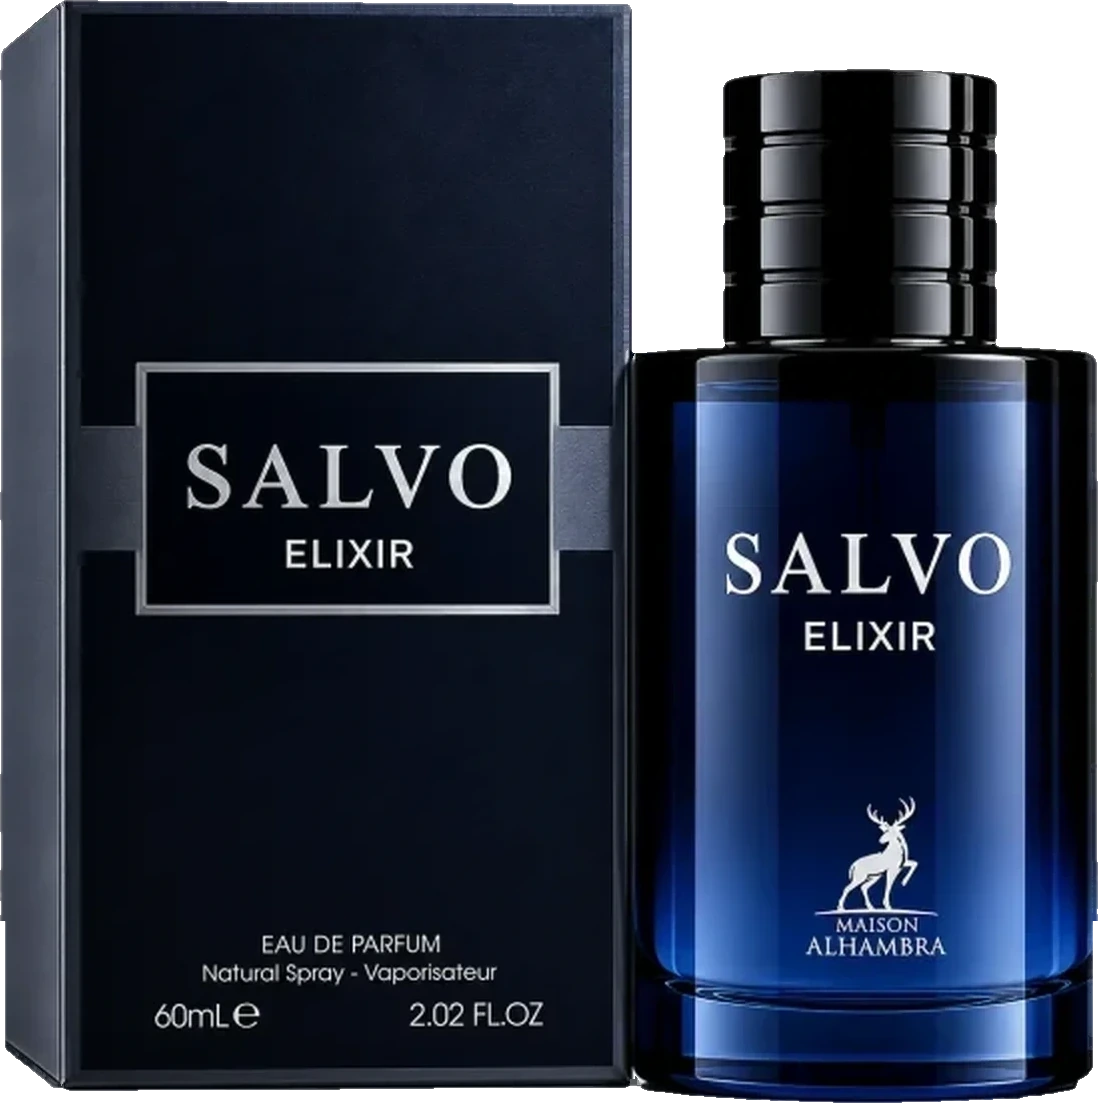 SALVO
ELIXIR
EAU DE PARFUM
Natural Spray - Vaporisateur
60mL℮
2.02 FL.OZ
SALVO
ELIXIR
MAISON
ALHAMBRA